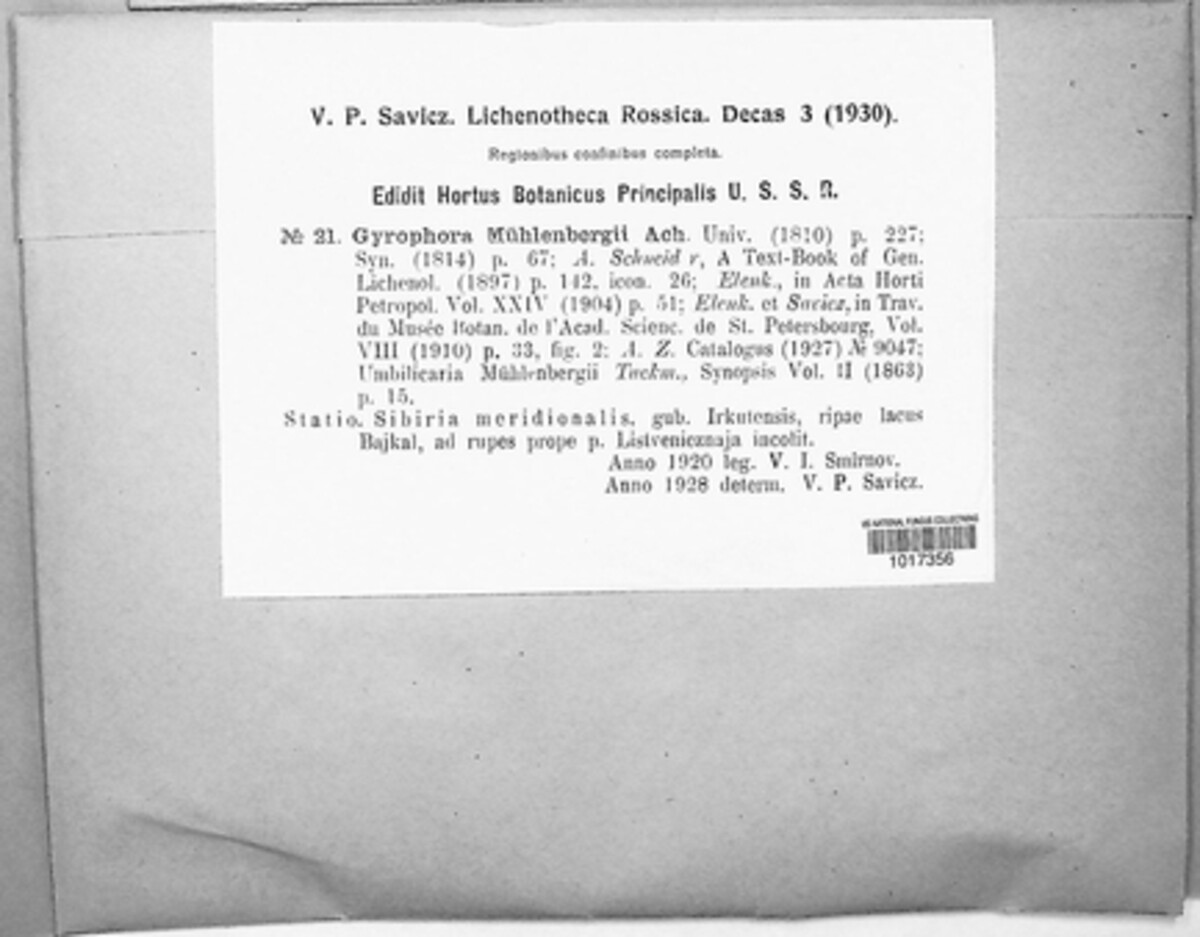 V. P. Savicz. Lichenotheca Rossica. Decas 3 (1930).
Regionibus confinibus completa.
Edidit Hortus Botanicus Principalis U. S. S. R.
№ 21. Gyrophora Mühlenbergii Ach. Univ. (1810) p. 227;
Syn. (1814) p. 67; A. Schneid r, A Text-Book of Gen.
Lichenol. (1897) p. 142, icon. 26; Elenk., in Acta Horti
Petropol. Vol. XXIV (1904) p. 51; Elenk. et Savicz, in Trav.
du Musée Botan. de l'Acad. Scienc. de St. Petersbourg, Vol.
VIII (1910) p. 33, fig. 2; A. Z. Catalogus (1927) № 9047;
Umbilicaria Mühlenbergii Tuckm., Synopsis Vol. II (1863)
p. 15.
Statio. Sibiria meridionalis, gub. Irkutensis, ripae lacus
Bajkal, ad rupes prope p. Listvenicznaja incolit.
Anno 1920 leg. V. I. Smirnov.
Anno 1928 determ. V. P. Savicz.
US NATIONAL FUNGUS COLLECTIONS
1017356